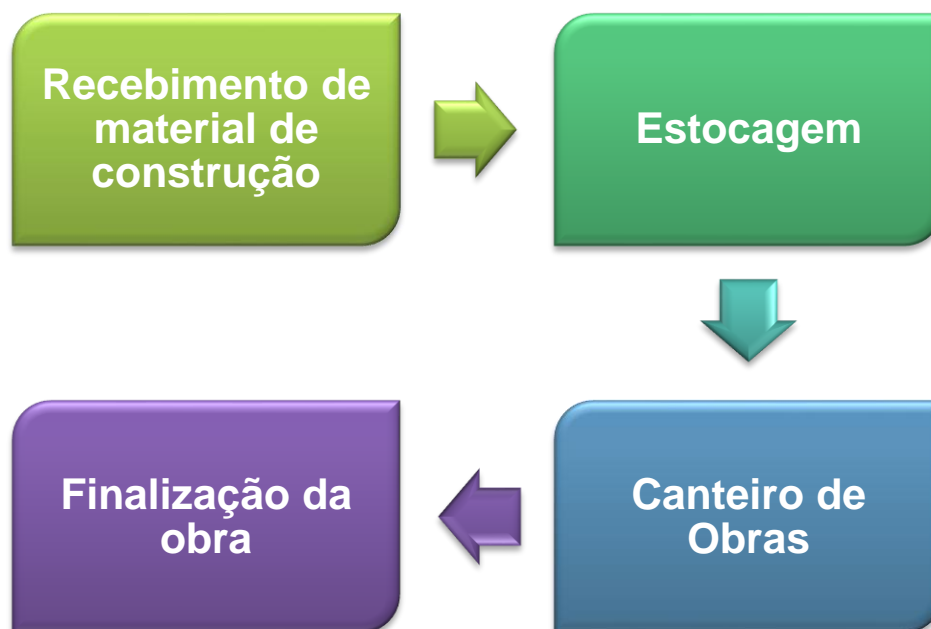 Recebimento de
material de
construção
Estocagem
Canteiro de
Obras
Finalização da
obra